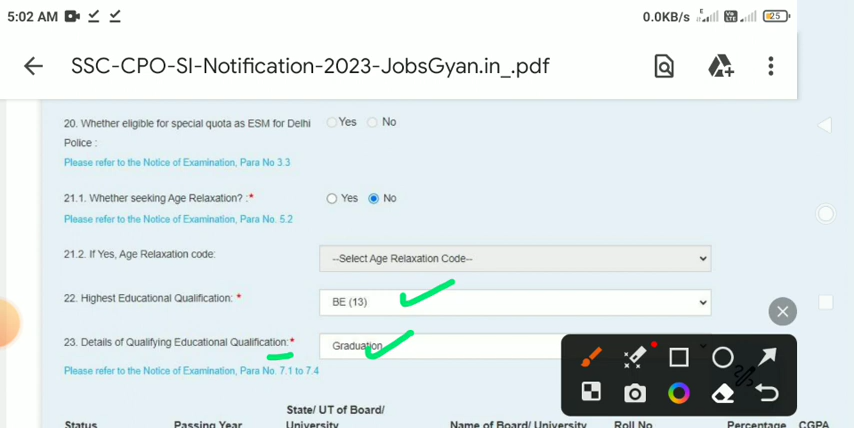 5:02 AM 0.0KB/s 25
SSC-CPO-SI-Notification-2023-JobsGyan.in_.pdf
20. Whether eligible for special quota as ESM for Delhi Yes No
Police :
Please refer to the Notice of Examination, Para No 3.3
21.1. Whether seeking Age Relaxation? :* Yes No
Please refer to the Notice of Examination, Para No. 5.2
21.2. If Yes, Age Relaxation code: --Select Age Relaxation Code--
22. Highest Educational Qualification: * BE (13)
23. Details of Qualifying Educational Qualification:* Graduation
Please refer to the Notice of Examination, Para No. 7.1 to 7.4
State/ UT of Board/
Status Passing Year University Name of Board/ University Roll No Percentage CGPA